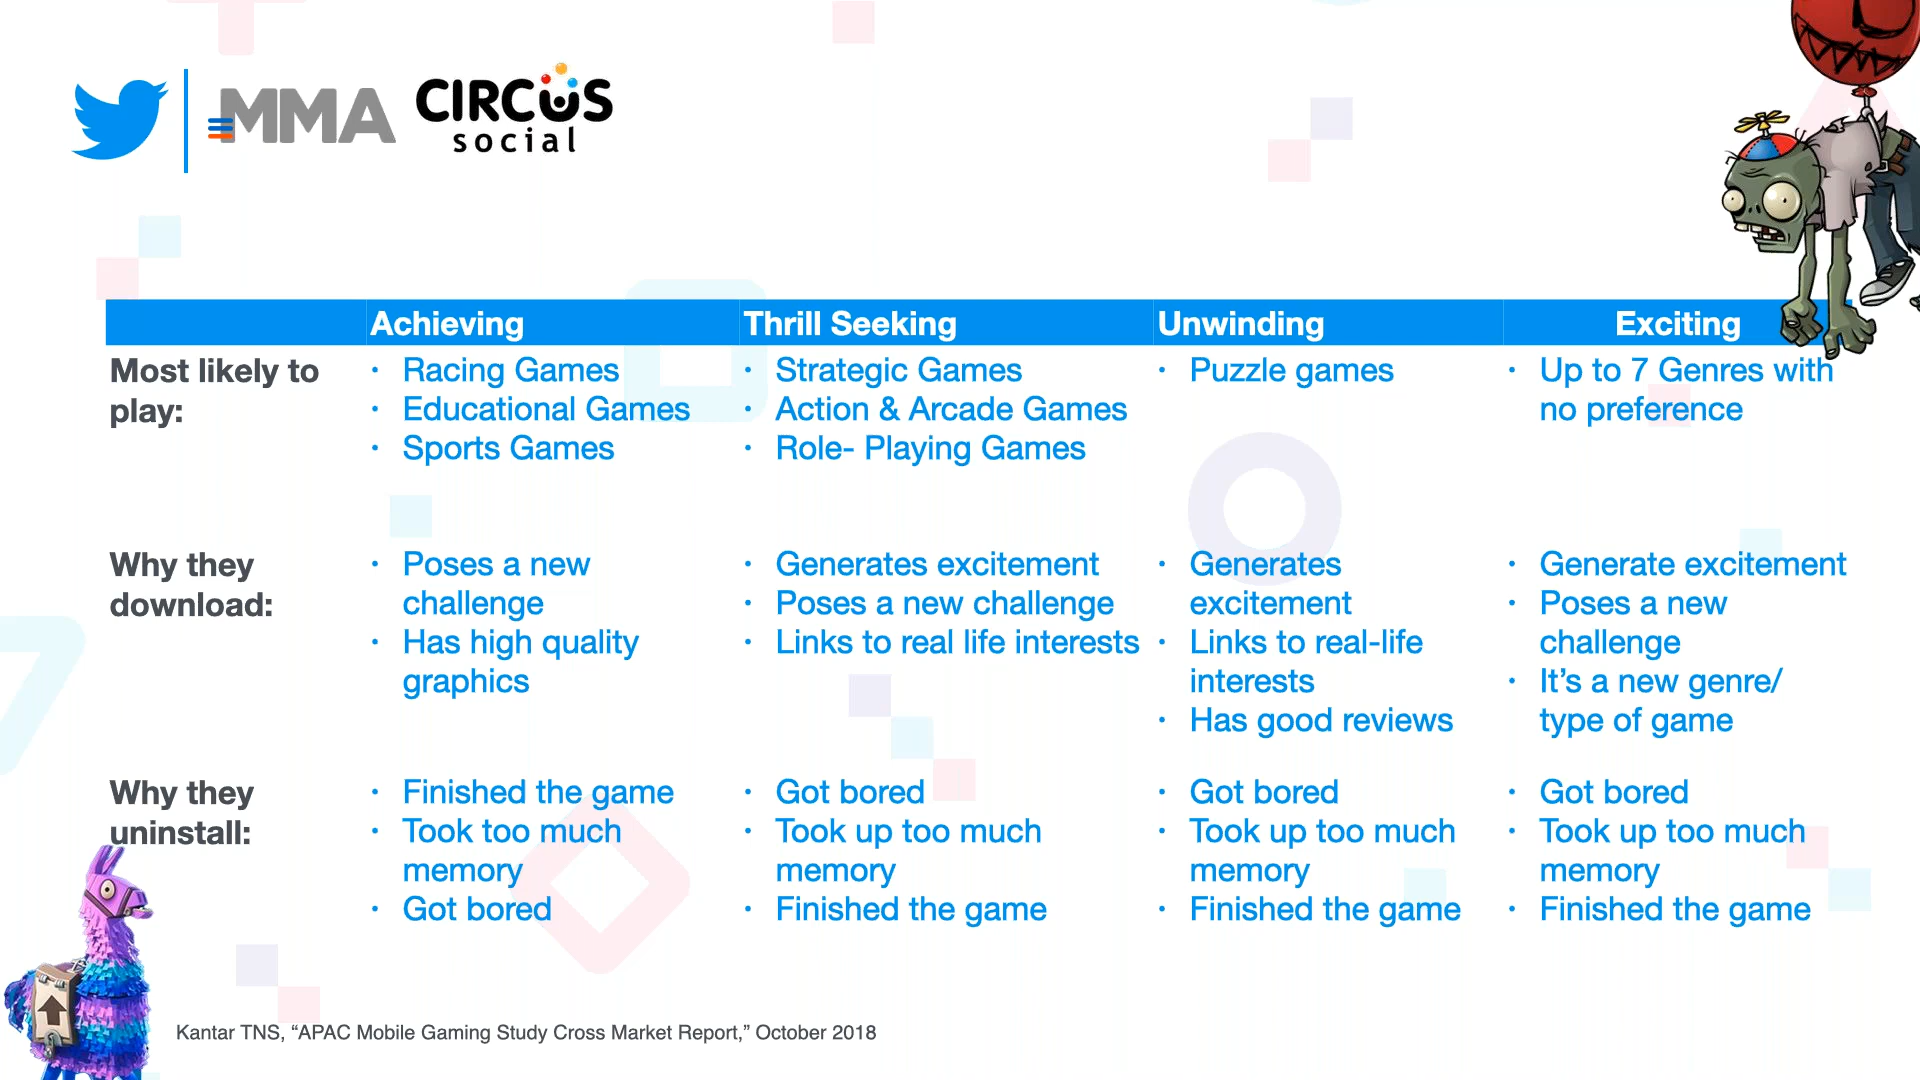 MMA
CIRCUS
social
Achieving Thrill Seeking Unwinding Exciting
Most likely to
play:
• Racing Games
• Educational Games
• Sports Games
• Strategic Games
• Action & Arcade Games
• Role- Playing Games
• Puzzle games
• Up to 7 Genres with
no preference
Why they
download:
• Poses a new
challenge
• Has high quality
graphics
• Generates excitement
• Poses a new challenge
• Links to real life interests
• Generates
excitement
• Links to real-life
interests
• Has good reviews
• Generate excitement
• Poses a new
challenge
• It’s a new genre/
type of game
Why they
uninstall:
• Finished the game
• Took too much
memory
• Got bored
• Got bored
• Took up too much
memory
• Finished the game
• Got bored
• Took up too much
memory
• Finished the game
• Got bored
• Took up too much
memory
• Finished the game
Kantar TNS, “APAC Mobile Gaming Study Cross Market Report,” October 2018